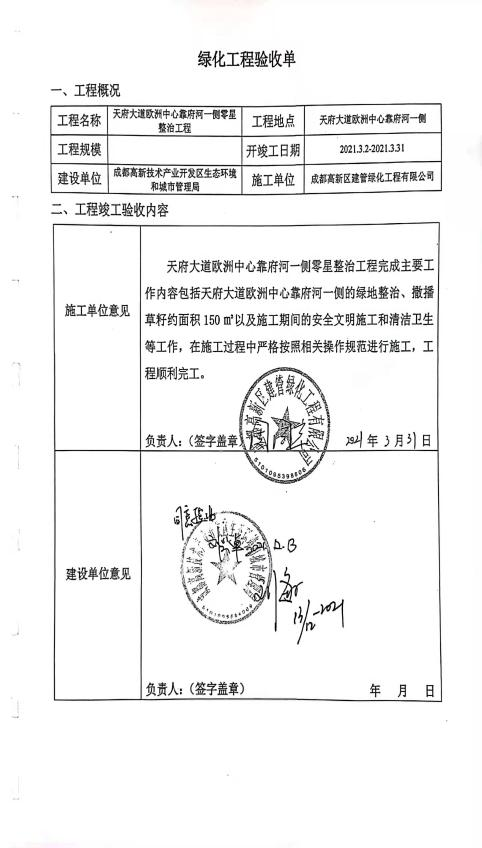 绿化工程验收单
一、工程概况
工程名称 天府大道欧洲中心靠府河一侧零星整治工程 工程地点 天府大道欧洲中心靠府河一侧
工程规模 开竣工日期 2021.3.2-2021.3.31
建设单位 成都高新技术产业开发区生态环境和城市管理局 施工单位 成都高新区建管绿化工程有限公司
二、工程竣工验收内容
施工单位意见
天府大道欧洲中心靠府河一侧零星整治工程完成主要工
作内容包括天府大道欧洲中心靠府河一侧的绿地整治、撒播
草籽约面积 150 ㎡以及施工期间的安全文明施工和清洁卫生
等工作，在施工过程中严格按照相关操作规范进行施工，工
程顺利完工。
成都高新区建管绿化工程有限公司
5101095398606
负责人：（签字盖章） 2021 年 3 月 31 日
建设单位意见
同意验收
13/12-2021
负责人：（签字盖章） 年 月 日